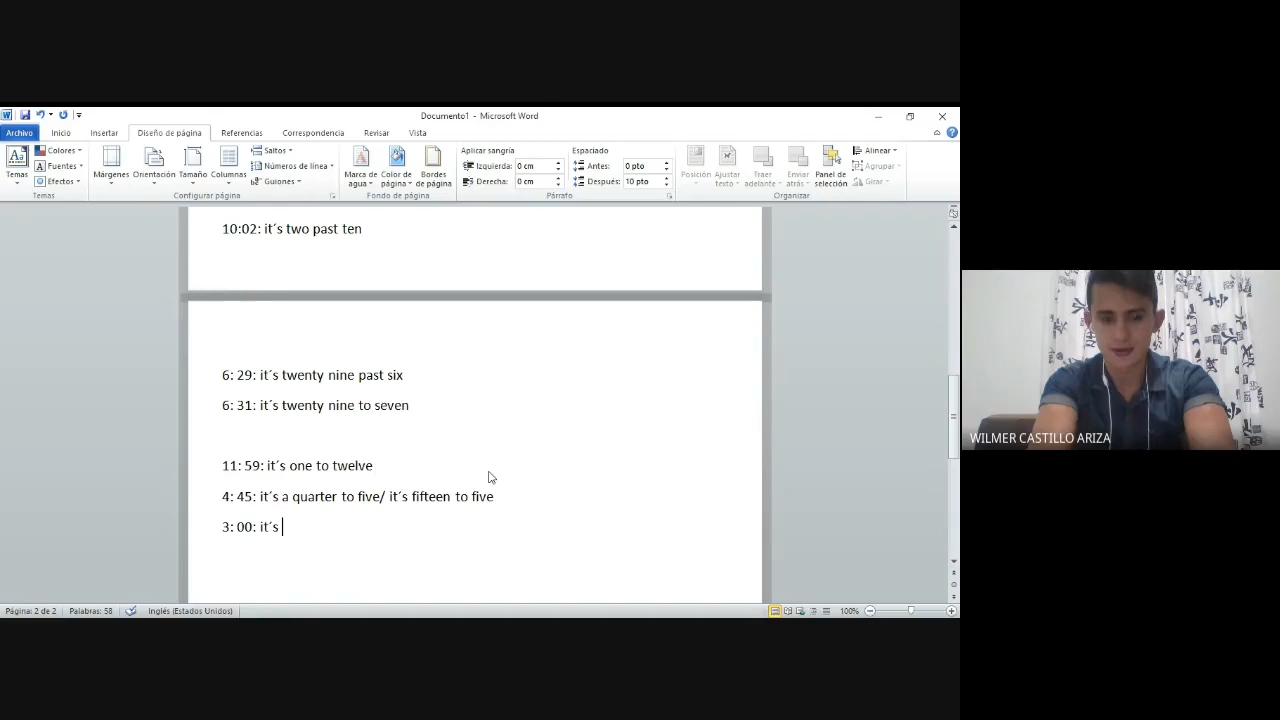 Documento1 - Microsoft Word
Archivo Inicio Insertar Diseño de página Referencias Correspondencia Revisar Vista
Temas
Colores
Fuentes
Efectos
Temas
Márgenes
Orientación
Tamaño
Columnas
Saltos
Números de línea
Guiones
Configurar página
Marca de agua
Color de página
Bordes de página
Fondo de página
Aplicar sangría
Izquierda: 0 cm
Derecha: 0 cm
Espaciado
Antes: 0 pto
Después: 10 pto
Párrafo
Posición
Ajustar texto
Traer adelante
Enviar atrás
Panel de selección
Alinear
Agrupar
Girar
Organizar
10:02: it´s two past ten
6: 29: it´s twenty nine past six
6: 31: it´s twenty nine to seven
11: 59: it´s one to twelve
4: 45: it´s a quarter to five/ it´s fifteen to five
3: 00: it´s
WILMER CASTILLO ARIZA
Página: 2 de 2 Palabras: 58 Inglés (Estados Unidos) 100%